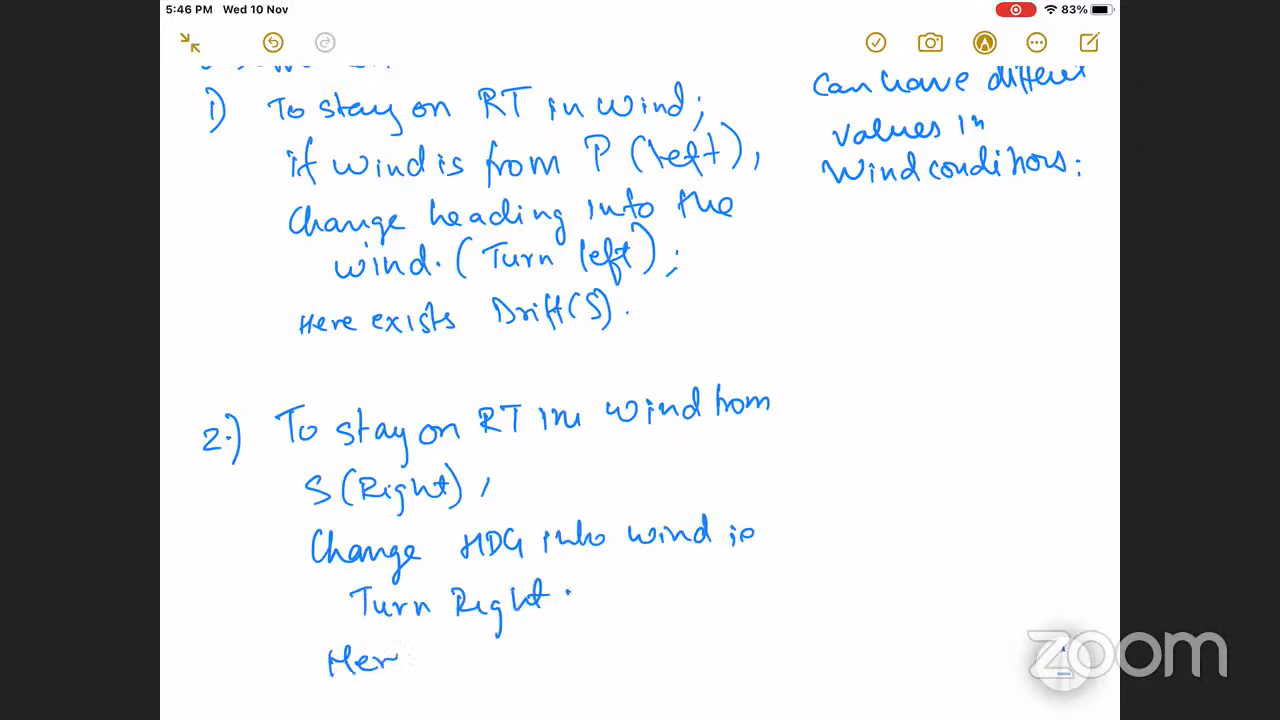 5:46 PM Wed 10 Nov
83%
1) To stay on RT in wind;
if wind is from P (left),
Change heading into the
wind. (Turn left);
Here exists Drift(S).
2.) To stay on RT in wind from
S (Right),
Change HDG into wind ie
Turn Right.
Her
Can have different
values in
Wind conditions:
zoom